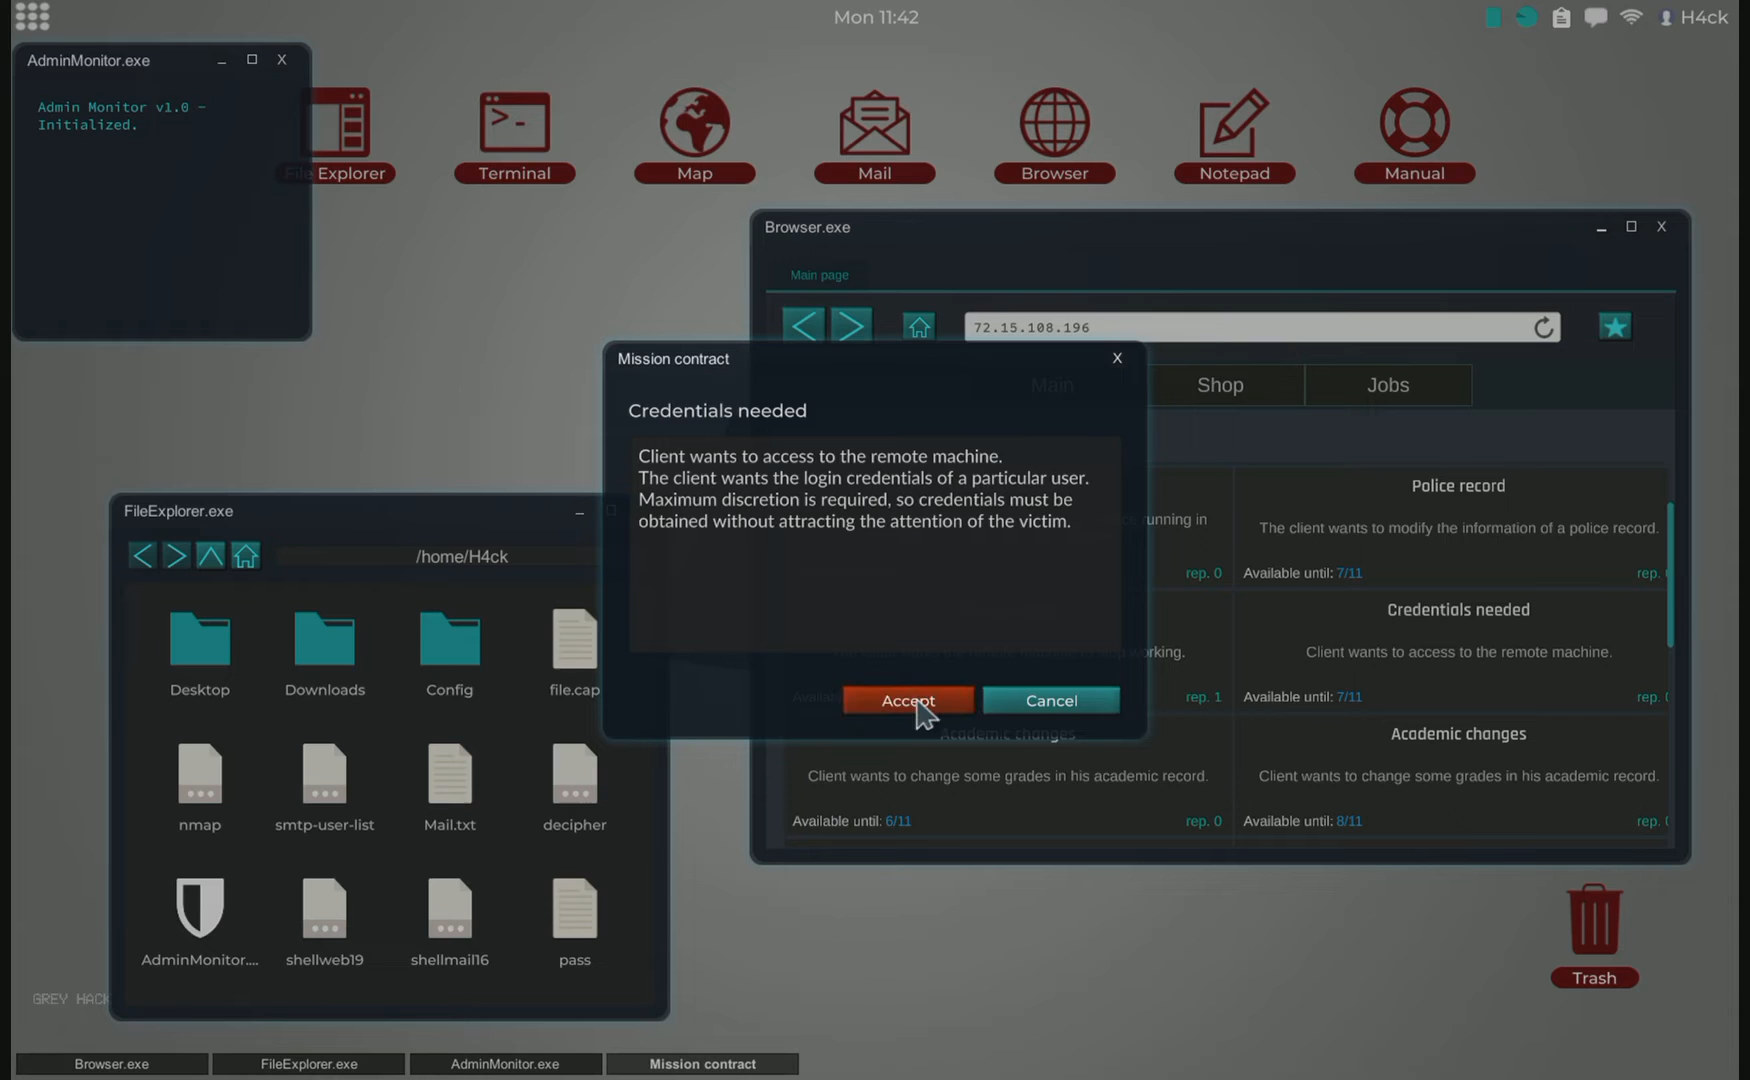 Mon 11:42
H4ck
AdminMonitor.exe
Admin Monitor v1.0 -
Initialized.
File Explorer
Terminal
Map
Mail
Browser
Notepad
Manual
Browser.exe
Main page
72.15.108.196
Main
Shop
Jobs
Mission contract
Credentials needed
Client wants to access to the remote machine.
The client wants the login credentials of a particular user.
Maximum discretion is required, so credentials must be
obtained without attracting the attention of the victim.
Accept
Cancel
running in
rep. 0
Police record
The client wants to modify the information of a police record.
Available until: 7/11
rep.
working.
rep. 1
Credentials needed
Client wants to access to the remote machine.
Available until: 7/11
rep.
Academic changes
Client wants to change some grades in his academic record.
Available until: 6/11
rep. 0
Academic changes
Client wants to change some grades in his academic record.
Available until: 8/11
rep.
FileExplorer.exe
/home/H4ck
Desktop
Downloads
Config
file.cap
nmap
smtp-user-list
Mail.txt
decipher
AdminMonitor....
shellweb19
shellmail16
pass
Trash
GREY HACK
Browser.exe
FileExplorer.exe
AdminMonitor.exe
Mission contract